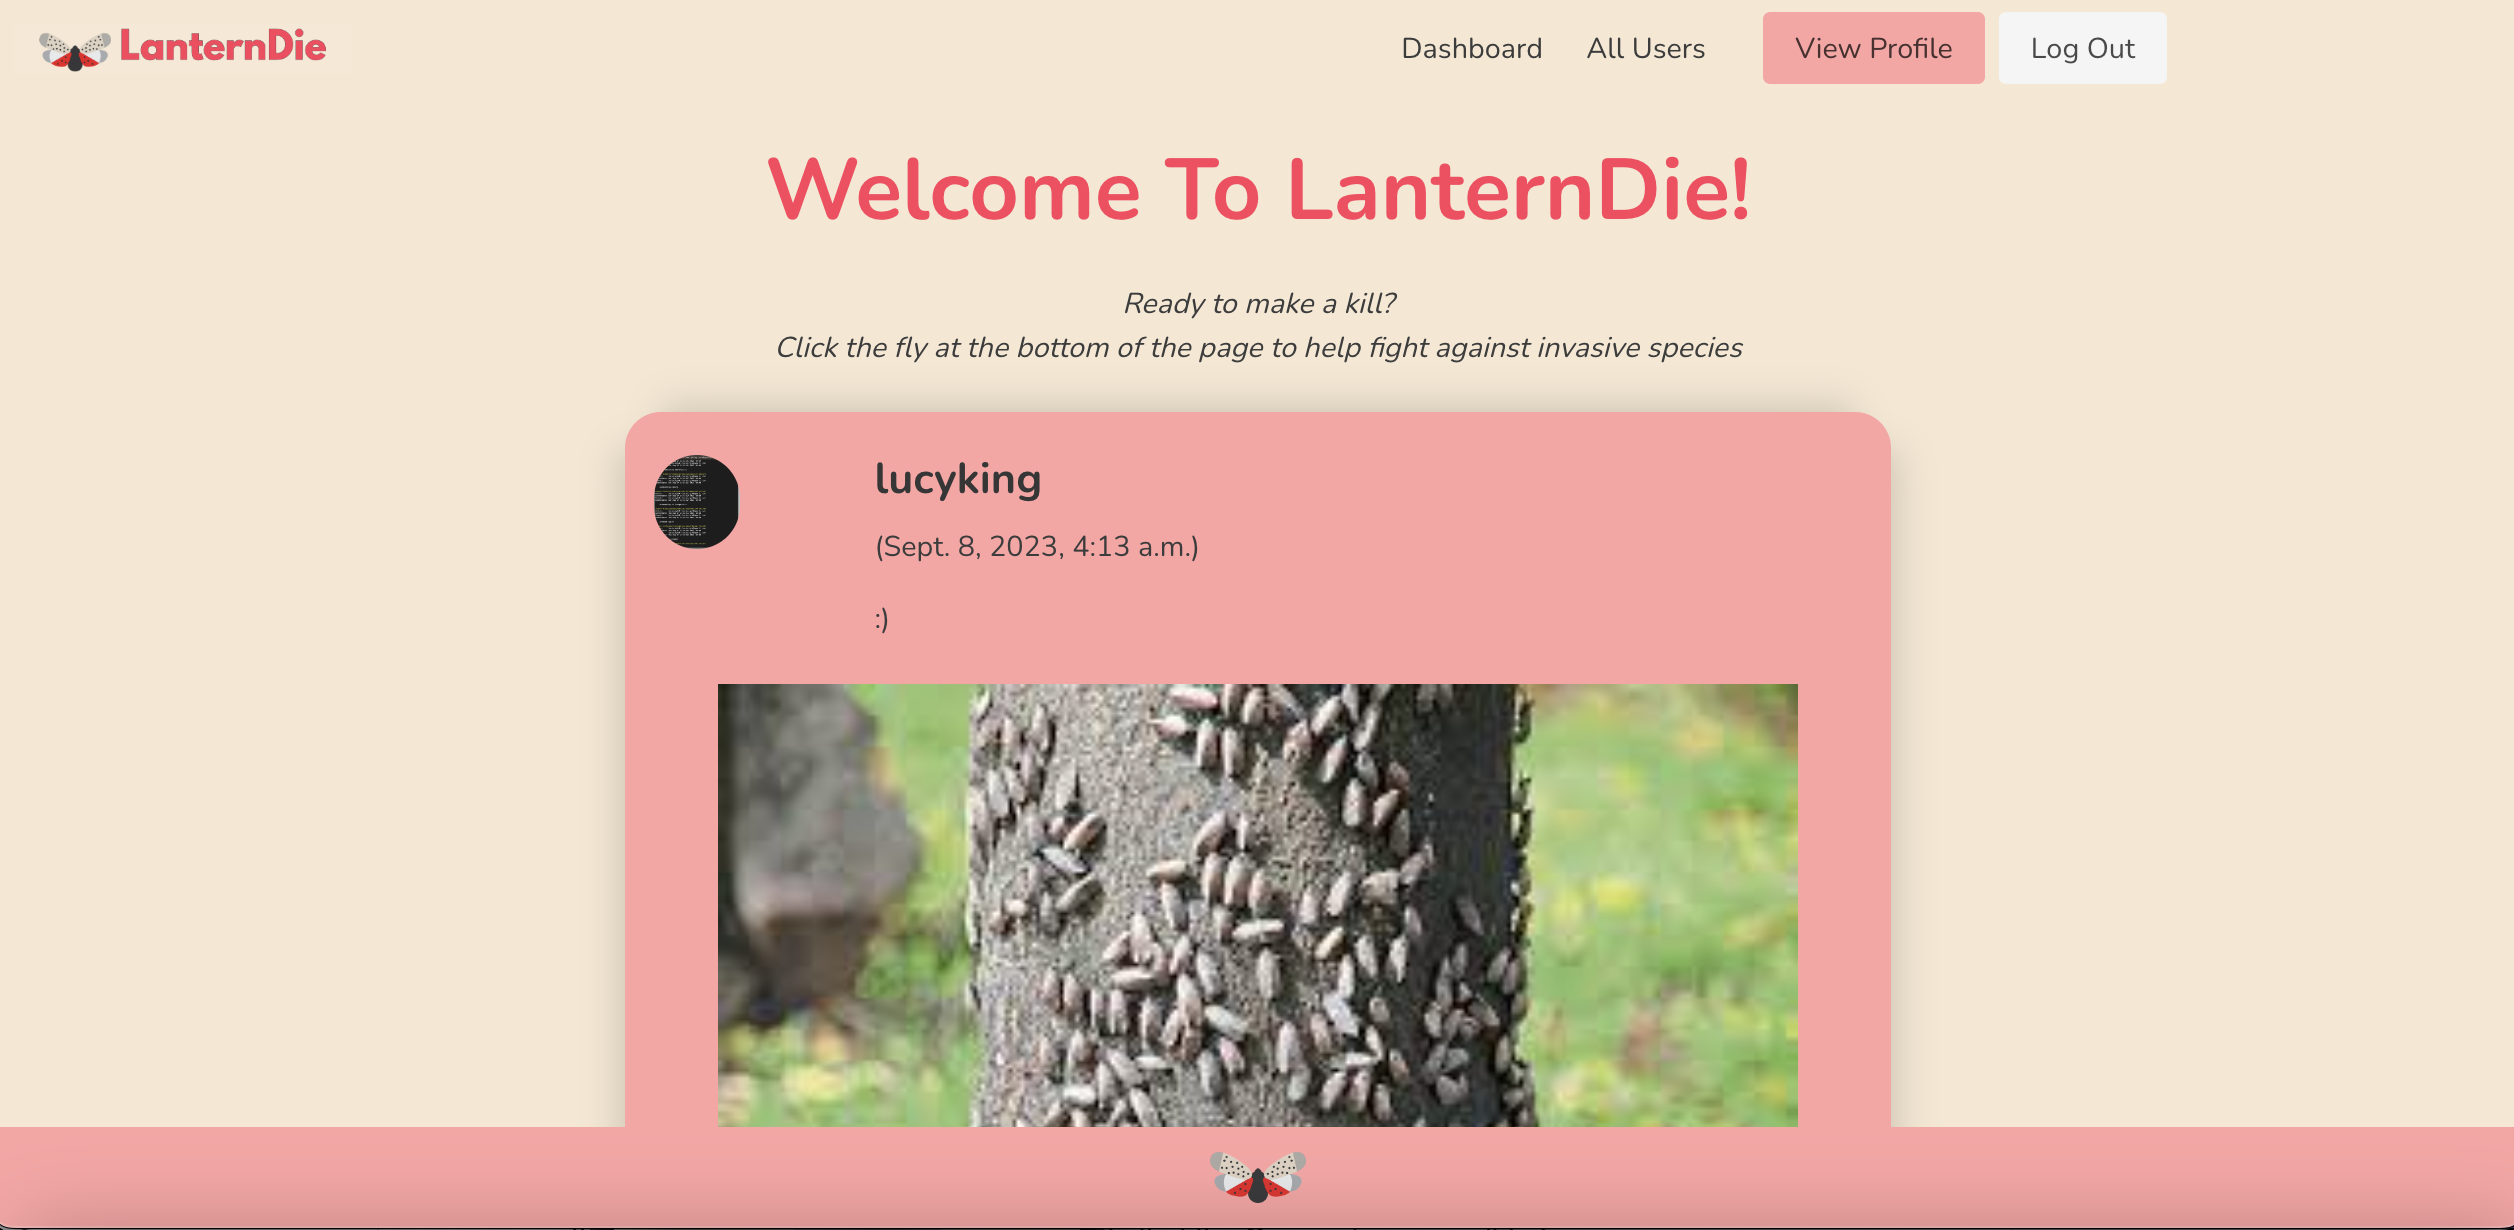 LanternDie
Dashboard All Users View Profile Log Out
Welcome To LanternDie!
Ready to make a kill?
Click the fly at the bottom of the page to help fight against invasive species
lucyking
(Sept. 8, 2023, 4:13 a.m.)
:)